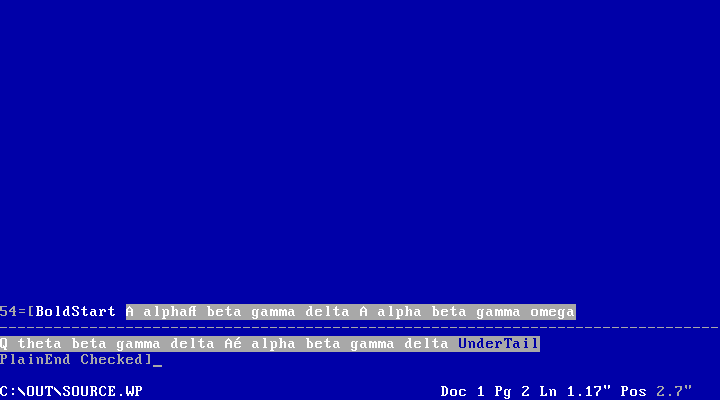 54=[BoldStart A alphaﬂ beta gamma delta A alpha beta gamma omega
Q theta beta gamma delta Aé alpha beta gamma delta UnderTail
PlainEnd Checked]_
C:\OUT\SOURCE.WP Doc 1 Pg 2 Ln 1.17" Pos 2.7"